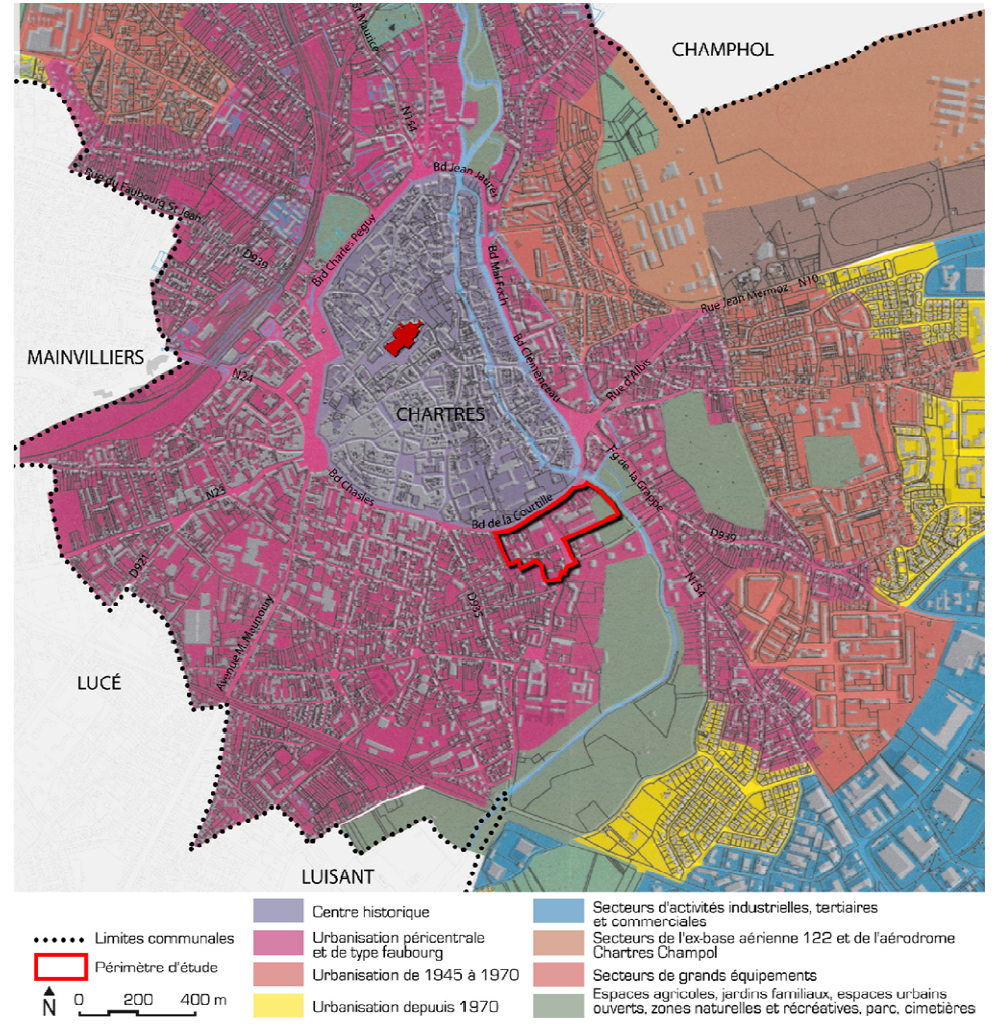 St Maurice
CHAMPHOL
N154
Bd Jean Jaurès
Rue du Faubourg St Jean
Brd Charles Péguy
D939
Bd Mal Foch
Rue Jean Mermoz N10
MAINVILLIERS
Bd Clémenceau
N24
Rue d'Ablis
CHARTRES
Fg de la Grappe
Bd Chasles
N23
Bd de la Courtille
D939
D921
N154
D935
Avenue M. Maunoury
LUCÉ
LUISANT
Limites communales
Périmètre d'étude
N
0 200 400 m
Centre historique
Urbanisation péricentrale
et de type faubourg
Urbanisation de 1945 à 1970
Urbanisation depuis 1970
Secteurs d'activités industrielles, tertiaires
et commerciales
Secteurs de l'ex-base aérienne 122 et de l'aérodrome
Chartres Champol
Secteurs de grands équipements
Espaces agricoles, jardins familiaux, espaces urbains
ouverts, zones naturelles et récréatives, parc, cimetières